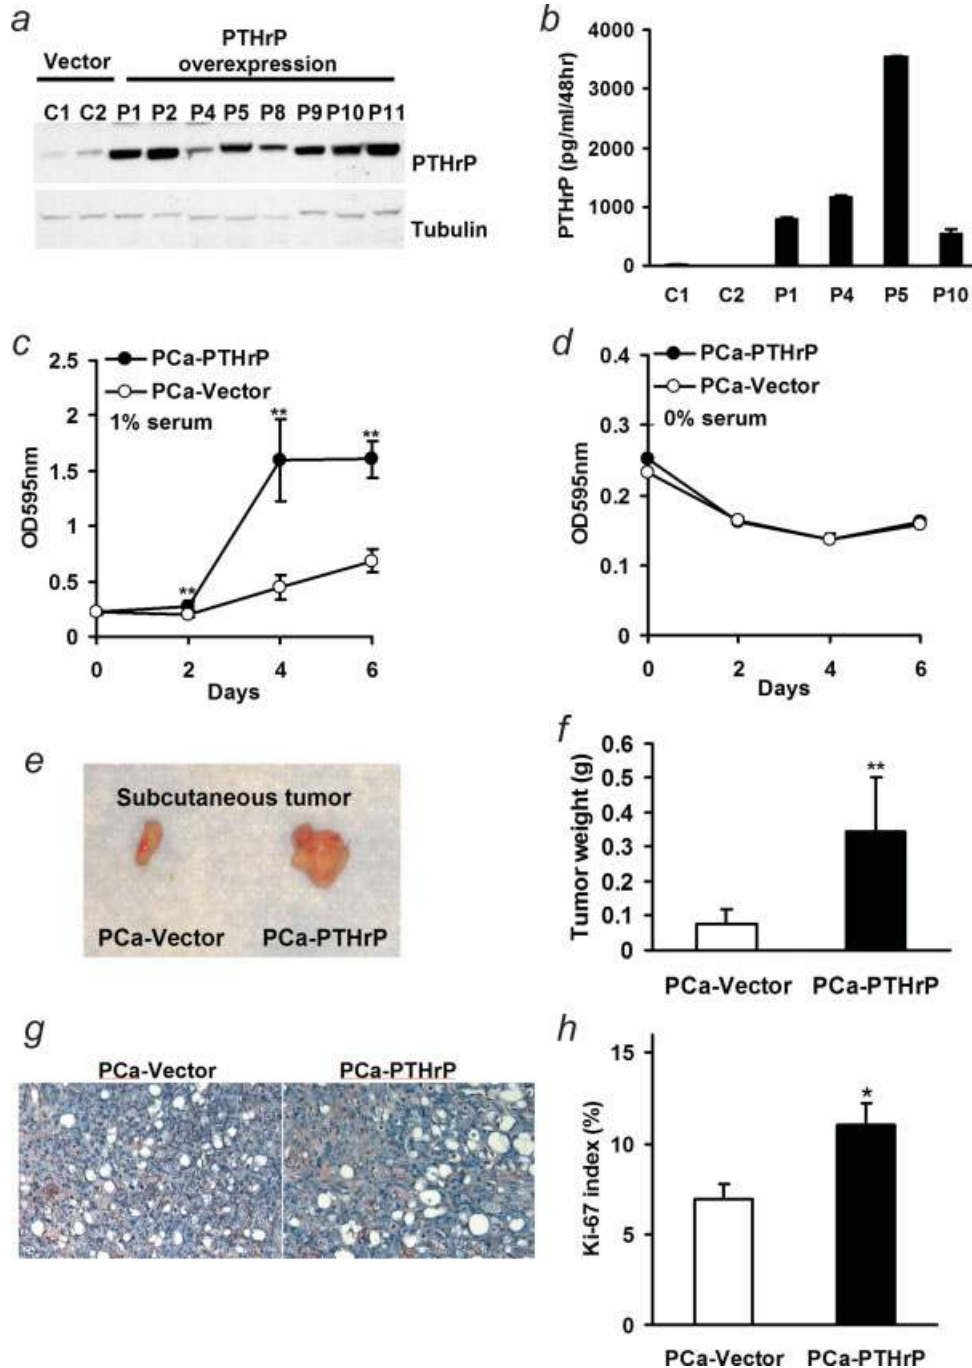 a
Vector
PTHrP
overexpression
C1 C2 P1 P2 P4 P5 P8 P9 P10 P11
PTHrP
Tubulin
b
PTHrP (pg/ml/48hr)
4000
3000
2000
1000
0
C1 C2 P1 P4 P5 P10
c
OD595nm
2.5
2
1.5
1
0.5
0
PCa-PTHrP
PCa-Vector
1% serum
**
**
**
0 2 4 6
Days
d
OD595nm
0.4
0.3
0.2
0.1
0
PCa-PTHrP
PCa-Vector
0% serum
0 2 4 6
Days
e
Subcutaneous tumor
PCa-Vector PCa-PTHrP
f
Tumor weight (g)
0.6
0.5
0.4
0.3
0.2
0.1
0
**
PCa-Vector PCa-PTHrP
g
PCa-Vector PCa-PTHrP
h
Ki-67 index (%)
15
10
5
0
*
PCa-Vector PCa-PTHrP